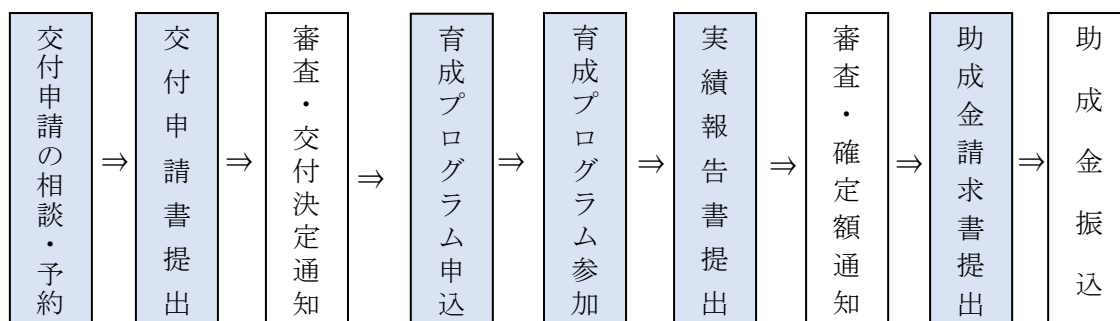 交付申請の相談・予約
⇒
交付申請書提出
⇒
審査・交付決定通知
⇒
育成プログラム申込
⇒
育成プログラム参加
⇒
実績報告書提出
⇒
審査・確定額通知
⇒
助成金請求書提出
⇒
助成金振込